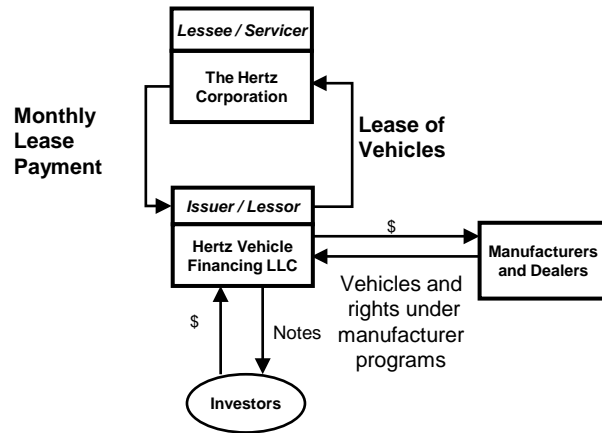 Lessee / Servicer
The Hertz
Corporation
Monthly
Lease
Payment
Lease of
Vehicles
Issuer / Lessor
Hertz Vehicle
Financing LLC
$
Manufacturers
and Dealers
Vehicles and
rights under
manufacturer
programs
$
Notes
Investors